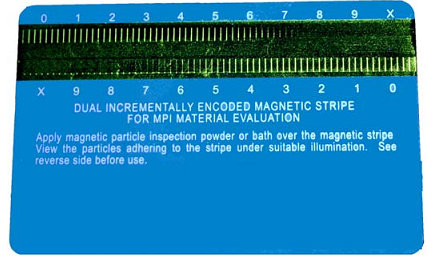 0 1 2 3 4 5 6 7 8 9 X
X 9 8 7 6 5 4 3 2 1 0
DUAL INCREMENTALLY ENCODED MAGNETIC STRIPE
FOR MPI MATERIAL EVALUATION
Apply magnetic particle inspection powder or bath over the magnetic stripe
View the particles adhering to the stripe under suitable illumination. See
reverse side before use.